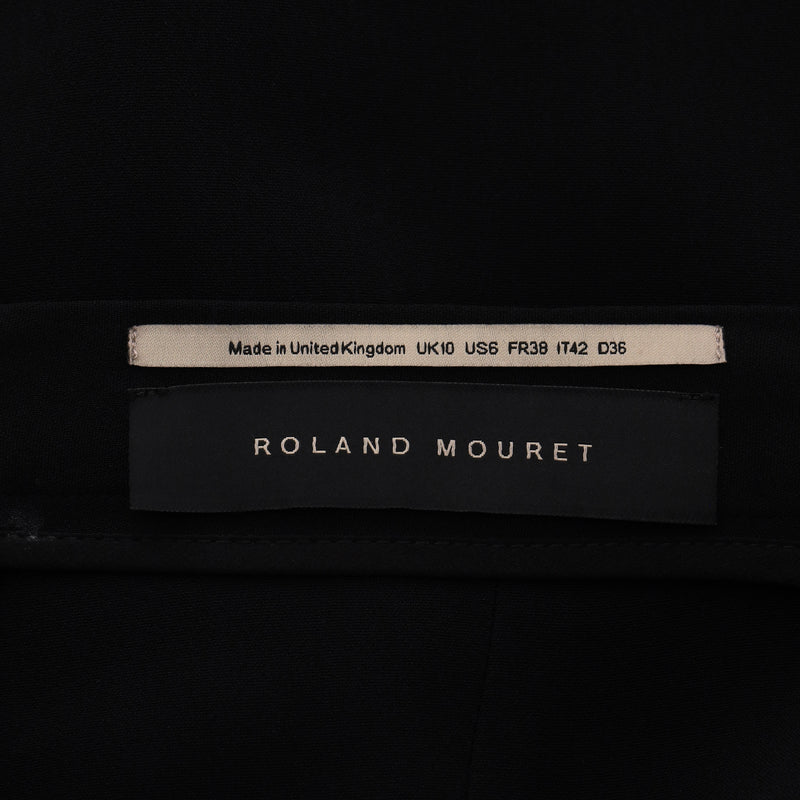 Made in United Kingdom UK10 US6 FR38 IT42 D36
ROLAND MOURET